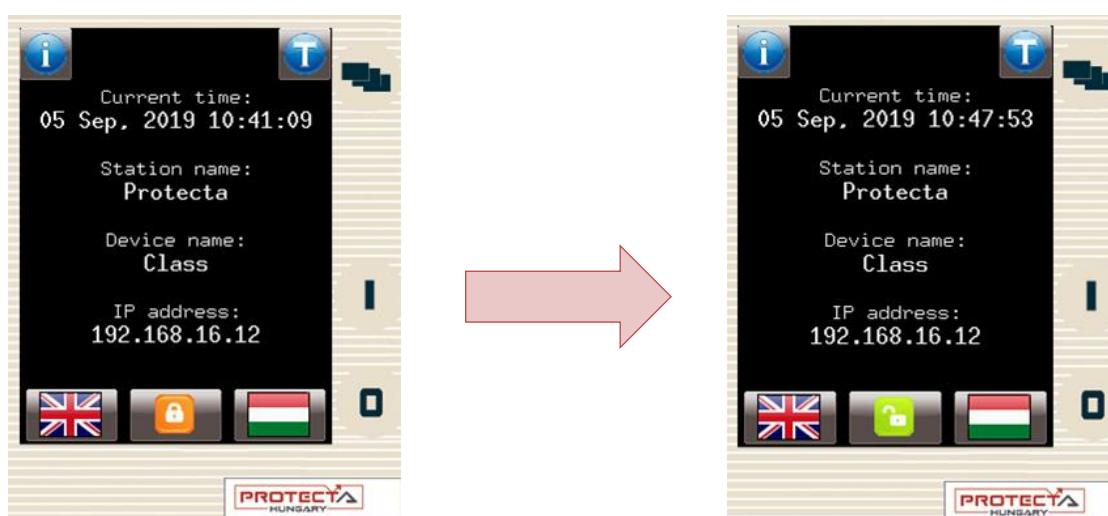 Current time:
05 Sep, 2019 10:41:09
Station name:
Protecta
Device name:
Class
IP address:
192.168.16.12
PROTECTA
HUNGARY
Current time:
05 Sep, 2019 10:47:53
Station name:
Protecta
Device name:
Class
IP address:
192.168.16.12
PROTECTA
HUNGARY